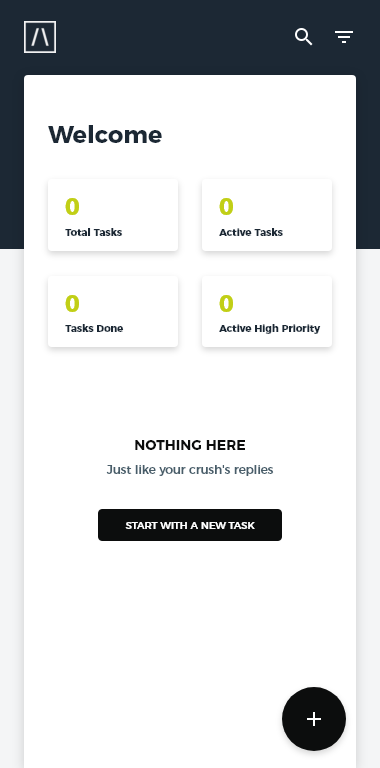 Welcome
0
Total Tasks
0
Active Tasks
0
Tasks Done
0
Active High Priority
NOTHING HERE
Just like your crush's replies
START WITH A NEW TASK